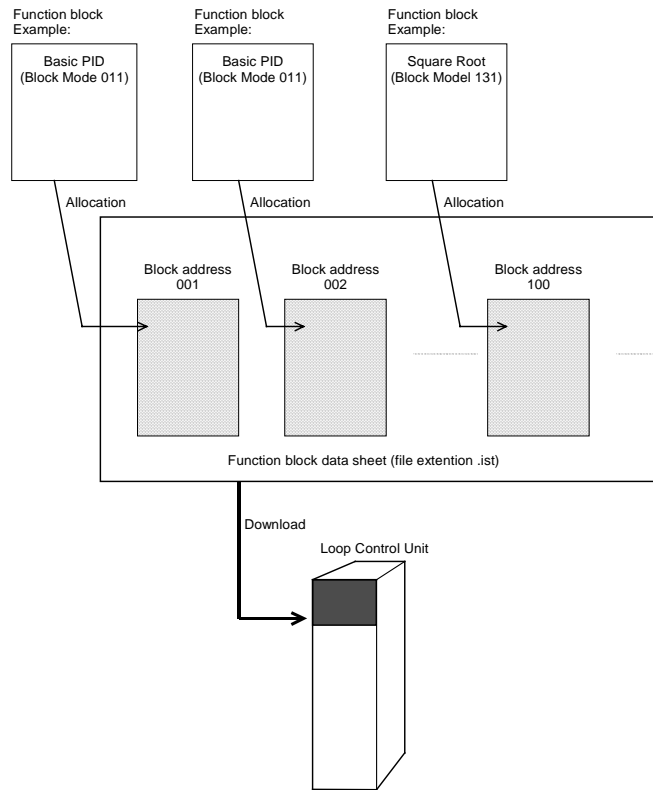 Function block
Example:
Function block
Example:
Function block
Example:
Basic PID
(Block Mode 011)
Basic PID
(Block Mode 011)
Square Root
(Block Model 131)
Allocation
Allocation
Allocation
Block address
001
Block address
002
Block address
100
Function block data sheet (file extention .ist)
Download
Loop Control Unit